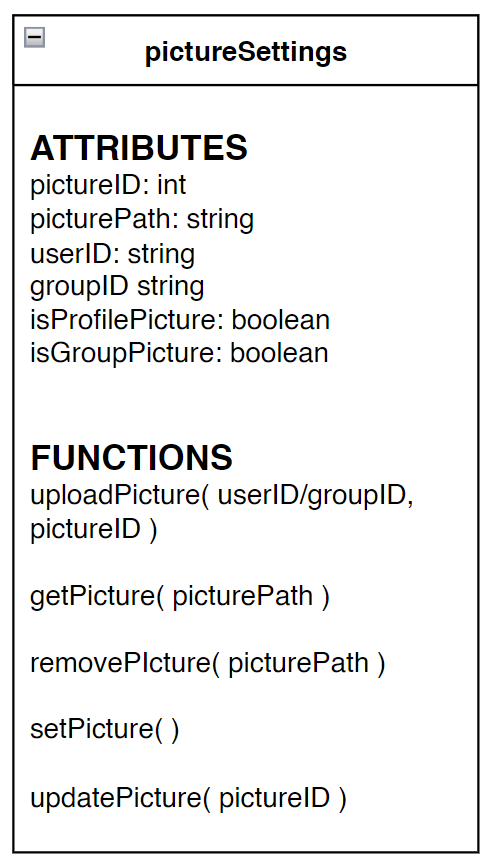 pictureSettings
ATTRIBUTES
pictureID: int
picturePath: string
userID: string
groupID string
isProfilePicture: boolean
isGroupPicture: boolean
FUNCTIONS
uploadPicture( userID/groupID,
pictureID )
getPicture( picturePath )
removePIcture( picturePath )
setPicture( )
updatePicture( pictureID )